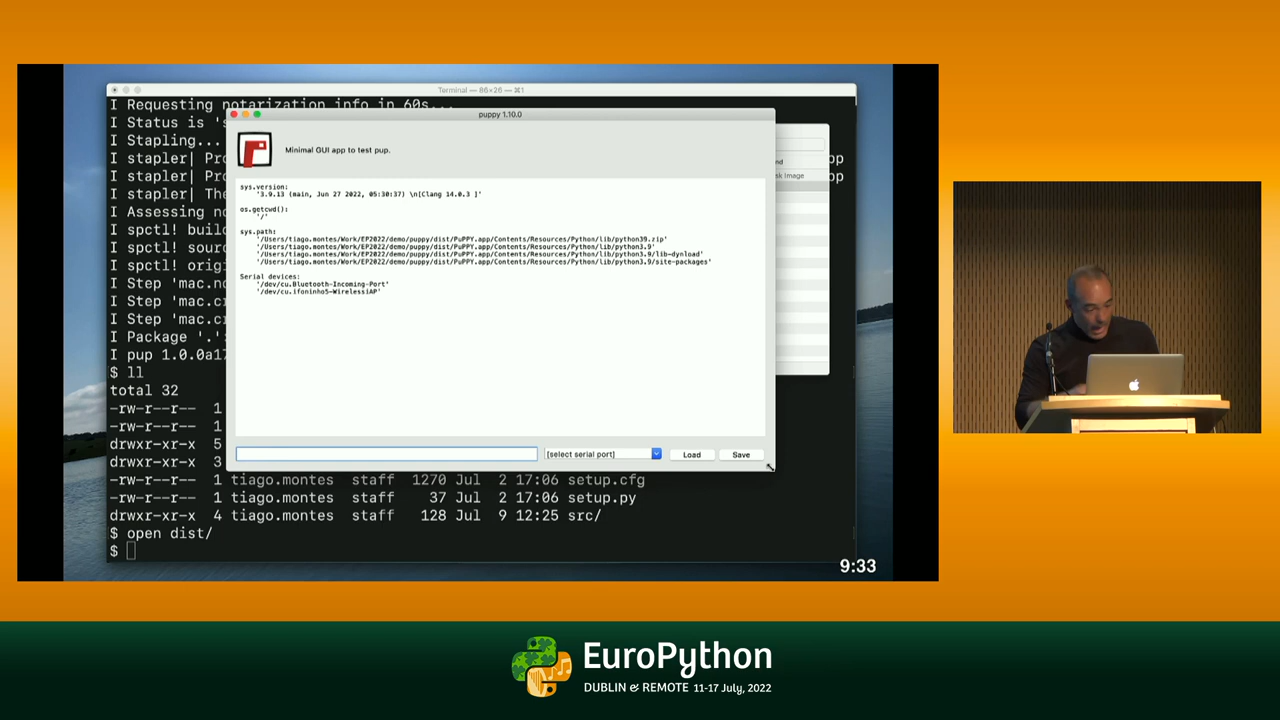 Terminal — 86×26 — ⌘1
I Requesting notarization info in 60s...
I Status is 's
I Stapling...
I stapler| Pro
I stapler| Pro
I stapler| The
I Assessing no
I spctl! buil
I spctl! sour
I spctl! orig
I Step 'mac.no
I Step 'mac.c
I Step 'mac.cr
I Package '.':
I pup 1.0.0a17
$ ll
total 32
-rw-r--r-- 1
-rw-r--r-- 1
drwxr-xr-x 5
drwxr-xr-x 3
-rw-r--r-- 1 tiago.montes staff 1270 Jul 2 17:06 setup.cfg
-rw-r--r-- 1 tiago.montes staff 37 Jul 2 17:06 setup.py
drwxr-xr-x 4 tiago.montes staff 128 Jul 9 12:25 src/
$ open dist/
$
puppy 1.10.0
Minimal GUI app to test pup.
sys.version:
'3.9.13 (main, Jun 27 2022, 05:30:37) \n[Clang 14.0.3 ]'
os.getcwd():
'/'
sys.path:
'/Users/tiago.montes/Work/EP2022/demo/puppy/dist/PuPPY.app/Contents/Resources/Python/lib/python39.zip'
'/Users/tiago.montes/Work/EP2022/demo/puppy/dist/PuPPY.app/Contents/Resources/Python/lib/python3.9'
'/Users/tiago.montes/Work/EP2022/demo/puppy/dist/PuPPY.app/Contents/Resources/Python/lib/python3.9/lib-dynload'
'/Users/tiago.montes/Work/EP2022/demo/puppy/dist/PuPPY.app/Contents/Resources/Python/lib/python3.9/site-packages'
Serial devices:
'/dev/cu.Bluetooth-Incoming-Port'
'/dev/cu.ifoninho5-WirelessiAP'
[select serial port]
Load
Save
nd
sk Image
op
op
9:33
EuroPython
DUBLIN & REMOTE 11-17 July, 2022